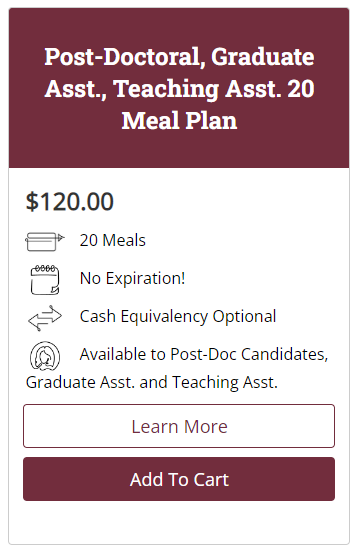 Post-Doctoral, Graduate
Asst., Teaching Asst. 20
Meal Plan
$120.00
20 Meals
No Expiration!
Cash Equivalency Optional
Available to Post-Doc Candidates,
Graduate Asst. and Teaching Asst.
Learn More
Add To Cart